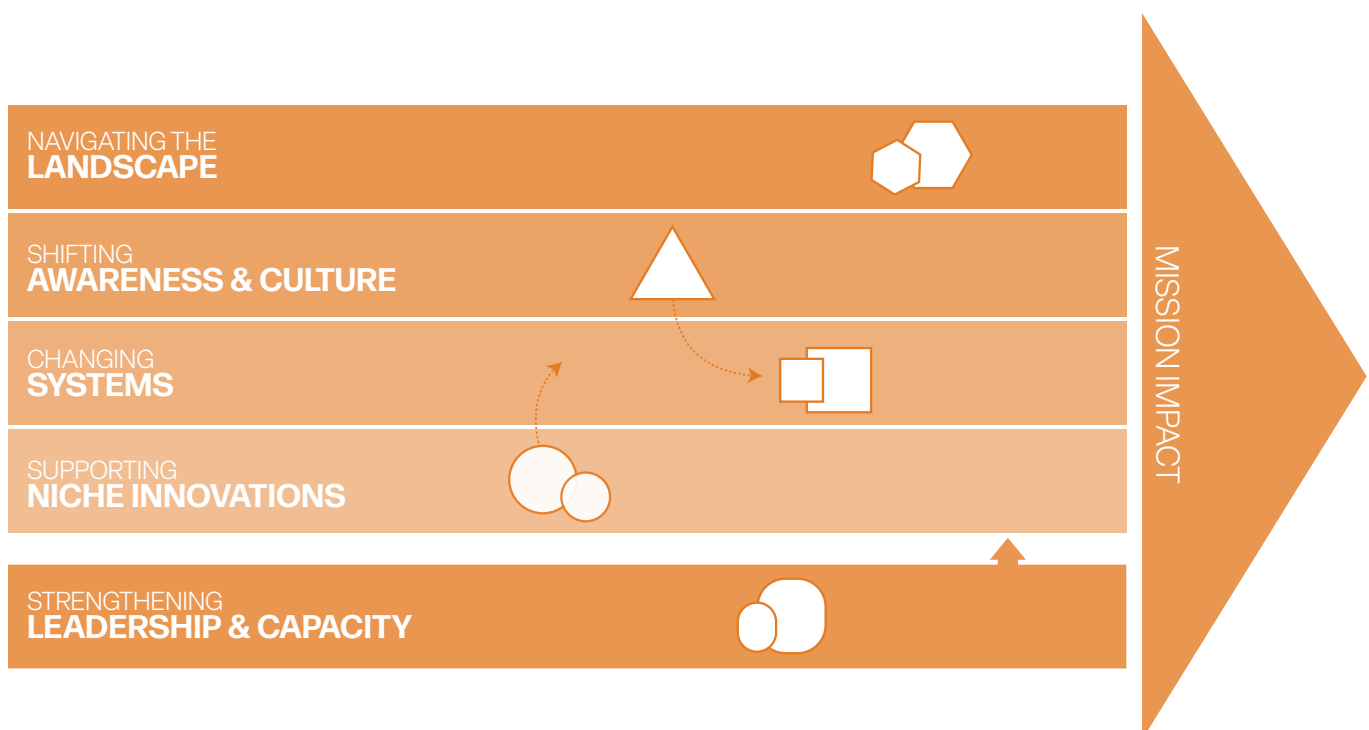 NAVIGATING THE
LANDSCAPE
SHIFTING
AWARENESS & CULTURE
CHANGING
SYSTEMS
SUPPORTING
NICHE INNOVATIONS
STRENGTHENING
LEADERSHIP & CAPACITY
MISSION IMPACT